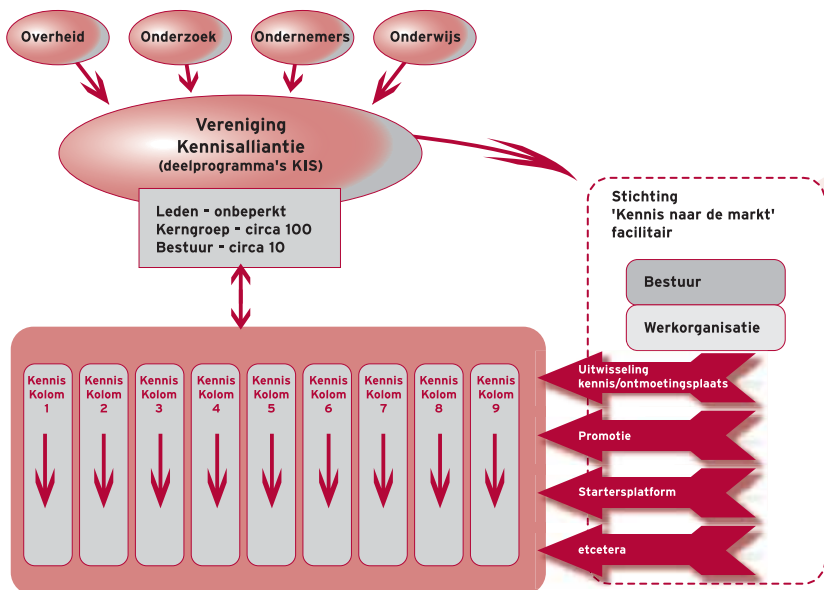 Overheid
Onderzoek
Ondernemers
Onderwijs
Vereniging
Kennisalliantie
(deelprogramma's KIS)
Leden - onbeperkt
Kerngroep - circa 100
Bestuur - circa 10
Stichting
'Kennis naar de markt'
facilitair
Bestuur
Werkorganisatie
Kennis
Kolom
1
Kennis
Kolom
2
Kennis
Kolom
3
Kennis
Kolom
4
Kennis
Kolom
5
Kennis
Kolom
6
Kennis
Kolom
7
Kennis
Kolom
8
Kennis
Kolom
9
Uitwisseling
kennis/ontmoetingsplaats
Promotie
Startersplatform
etcetera